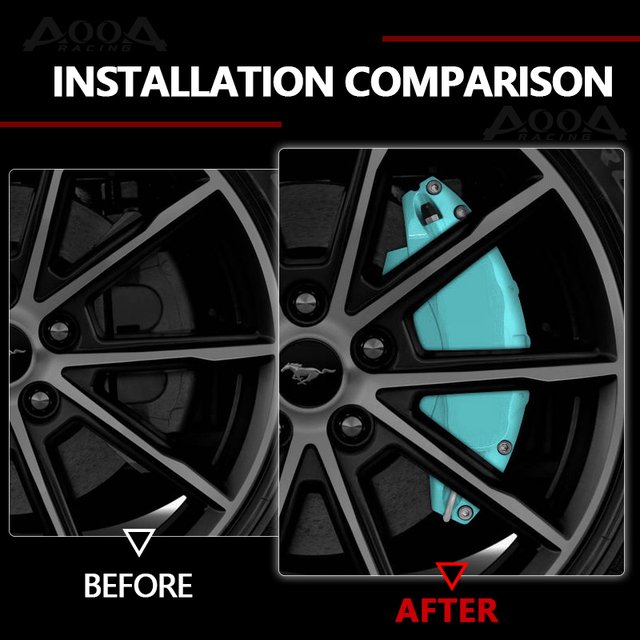 AOOA
RACING
INSTALLATION COMPARISON
AOOA
RACING
BEFORE
AFTER